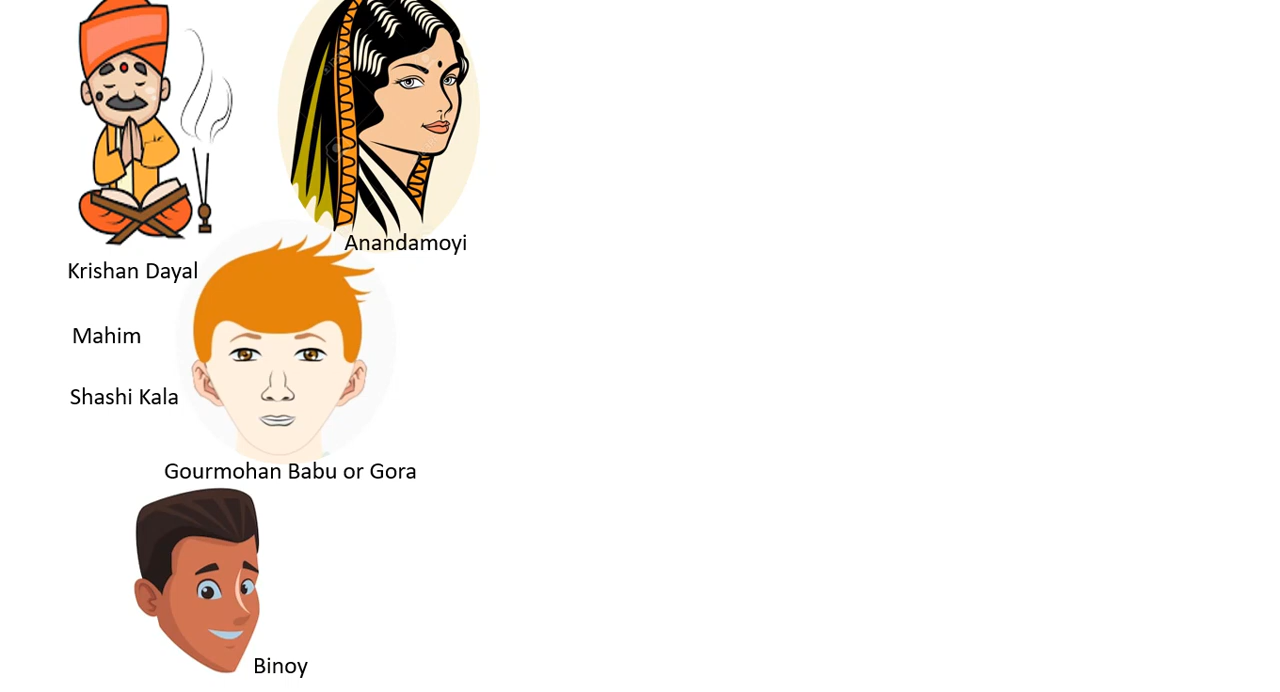 Anandamoyi
Krishan Dayal
Mahim
Shashi Kala
Gourmohan Babu or Gora
Binoy